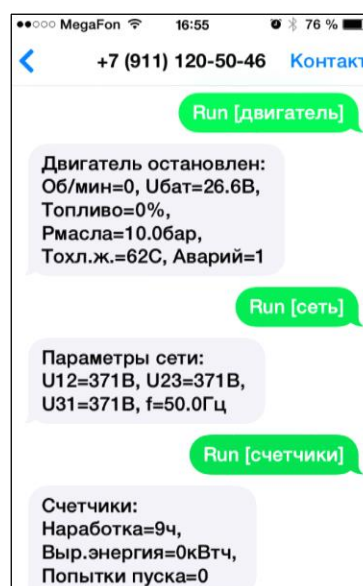 MegaFon 16:55 76 %
+7 (911) 120-50-46 Контакт
Run [двигатель]
Двигатель остановлен:
Об/мин=0, Uбат=26.6В,
Топливо=0%,
Pмасла=10.0бар,
Тохл.ж.=62С, Аварий=1
Run [сеть]
Параметры сети:
U12=371В, U23=371В,
U31=371В, f=50.0Гц
Run [счетчики]
Счетчики:
Наработка=9ч,
Выр.энергия=0кВтч,
Попытки пуска=0